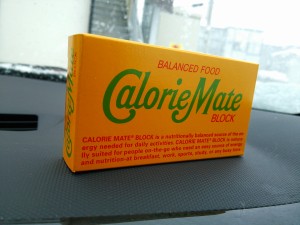 BALANCED FOOD
CalorieMate
BLOCK
CALORIE MATE® BLOCK is a nutritionally balanced source of the en-
ergy needed for daily activities. CALORIE MATE® BLOCK is
ly suited for people on-the-go who need an easy source of energy
and nutrition-at breakfast, work, sports, study, or any busy time